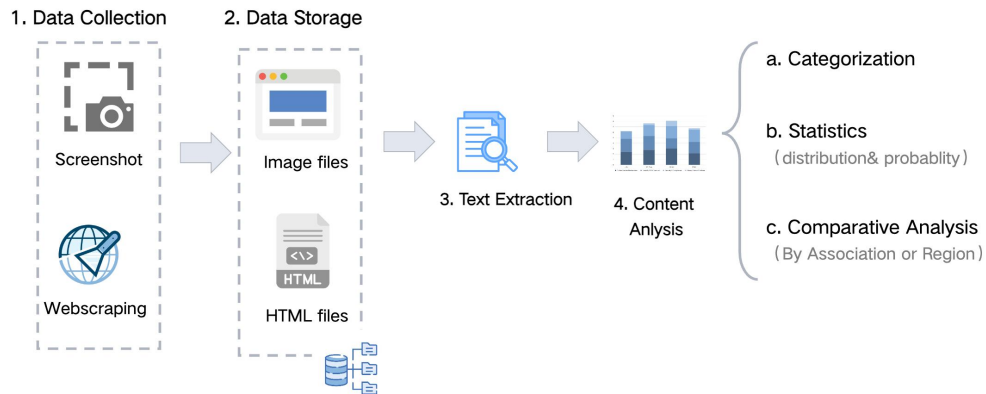 1. Data Collection
2. Data Storage
Screenshot
Webscraping
Image files
HTML
HTML files
3. Text Extraction
4. Content
Anlysis
a. Categorization
b. Statistics
(distribution& probablity)
c. Comparative Analysis
(By Association or Region)